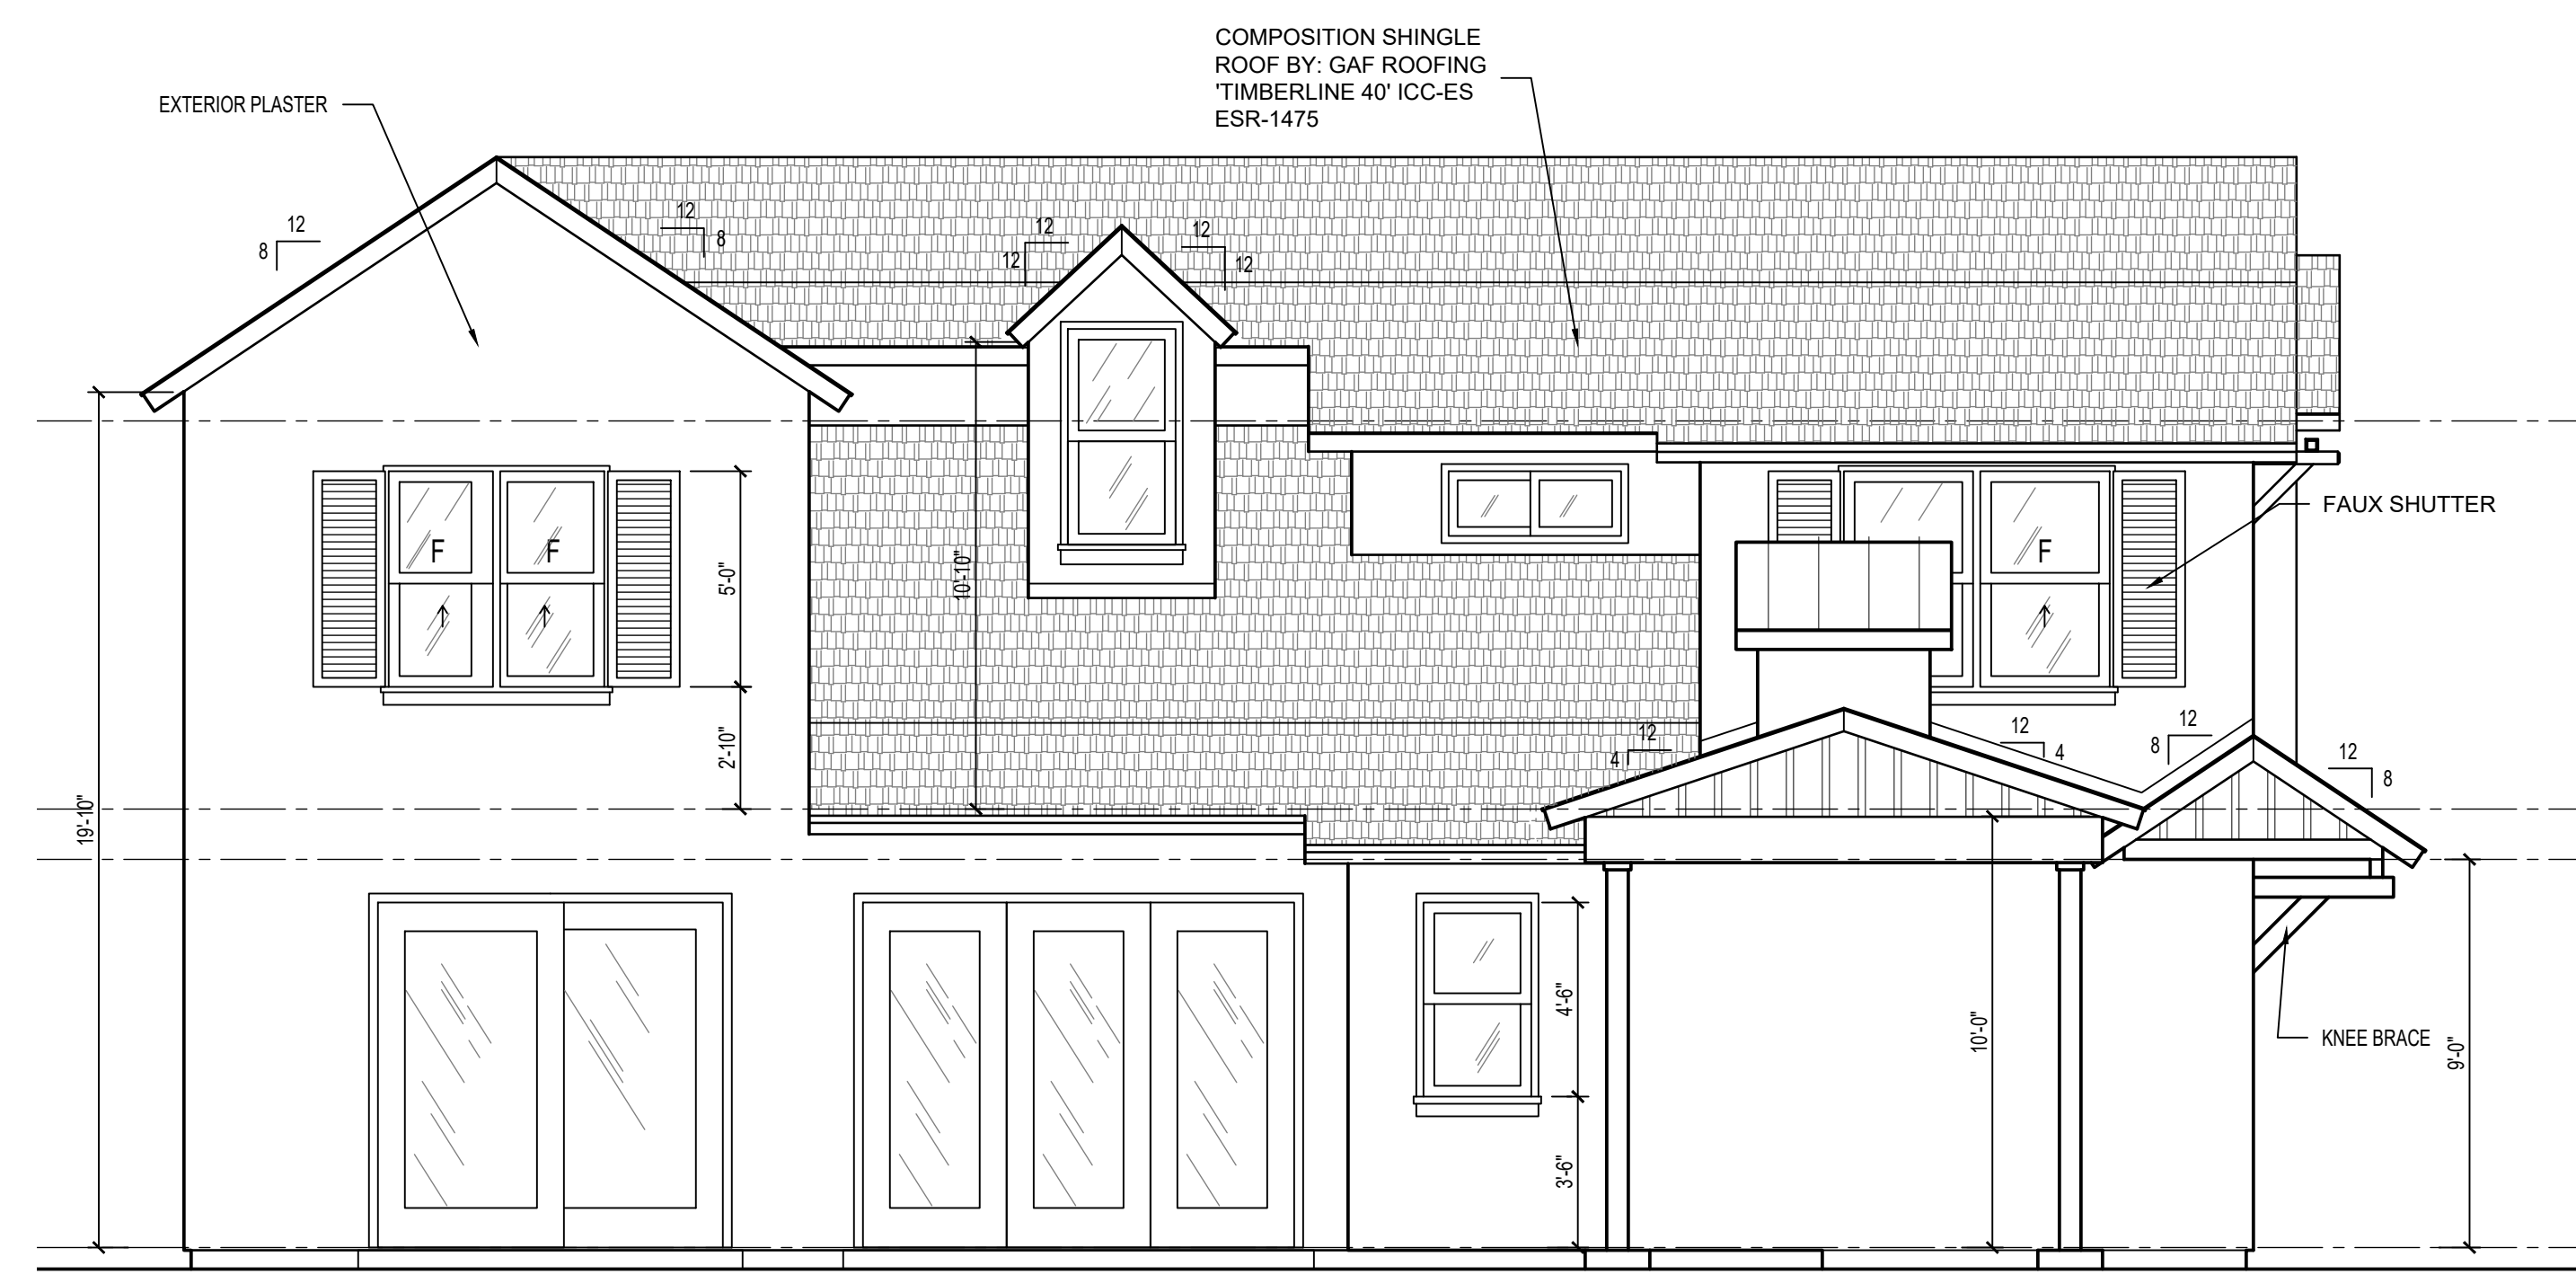 COMPOSITION SHINGLE
ROOF BY: GAF ROOFING
'TIMBERLINE 40' ICC-ES
ESR-1475
EXTERIOR PLASTER
12
8
12
8
12
12
12
12
FAUX SHUTTER
F
F
F
5'-0"
10'-10"
2'-10"
19'-10"
12
4
12
4
12
8
12
8
4'-6"
3'-6"
10'-0"
KNEE BRACE
9'-0"